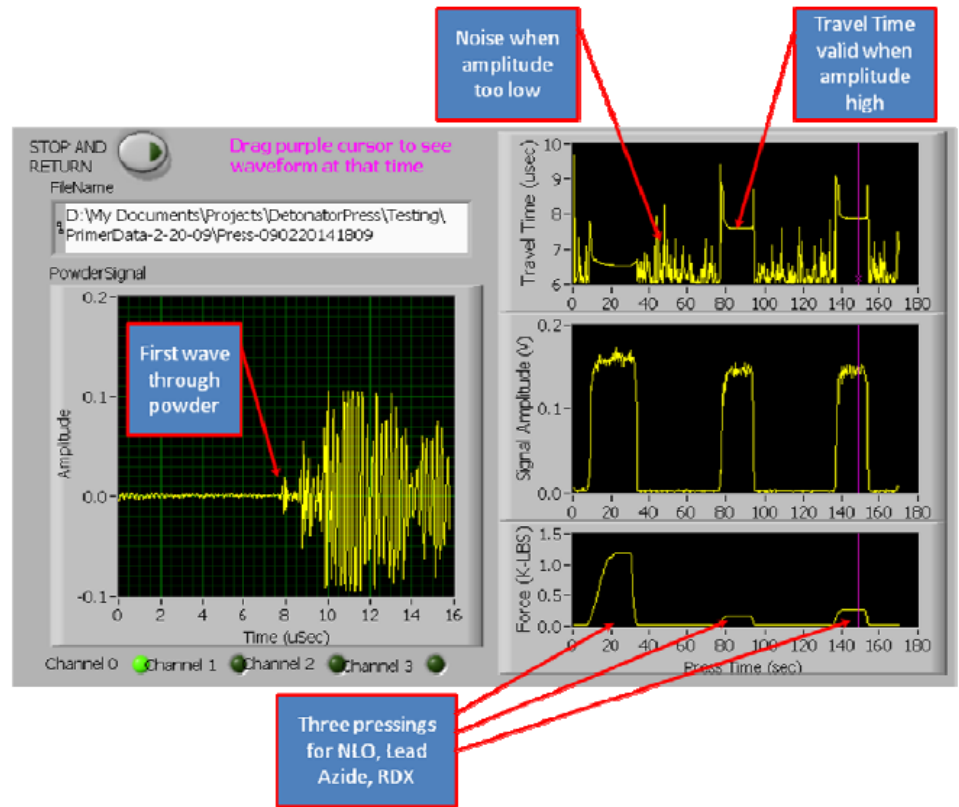 Noise when
amplitude
too low
Travel Time
valid when
amplitude
high
STOP AND
RETURN
Drag purple cursor to see
waveform at that time
FileName
D:\My Documents\Projects\DetonatorPress\Testing\
PrimerData-2-20-09\Press-090220141809
PowderSignal
Amplitude
0.2
0.1
0.0
-0.1
0 2 4 6 8 10 12 14 16
Time (uSec)
First wave
through
powder
Channel 0 Channel 1 Channel 2 Channel 3
Travel Time (usec)
10
9
8
7
6
0 20 40 60 80 100 120 140 160 180
Signal Amplitude (V)
0.2
0.1
0.0
0 20 40 60 80 100 120 140 160 180
Force (K-LBS)
1.5
1.0
0.5
0.0
0 20 40 60 80 100 120 140 160 180
Press Time (sec)
Three pressings
for NLO, Lead
Azide, RDX